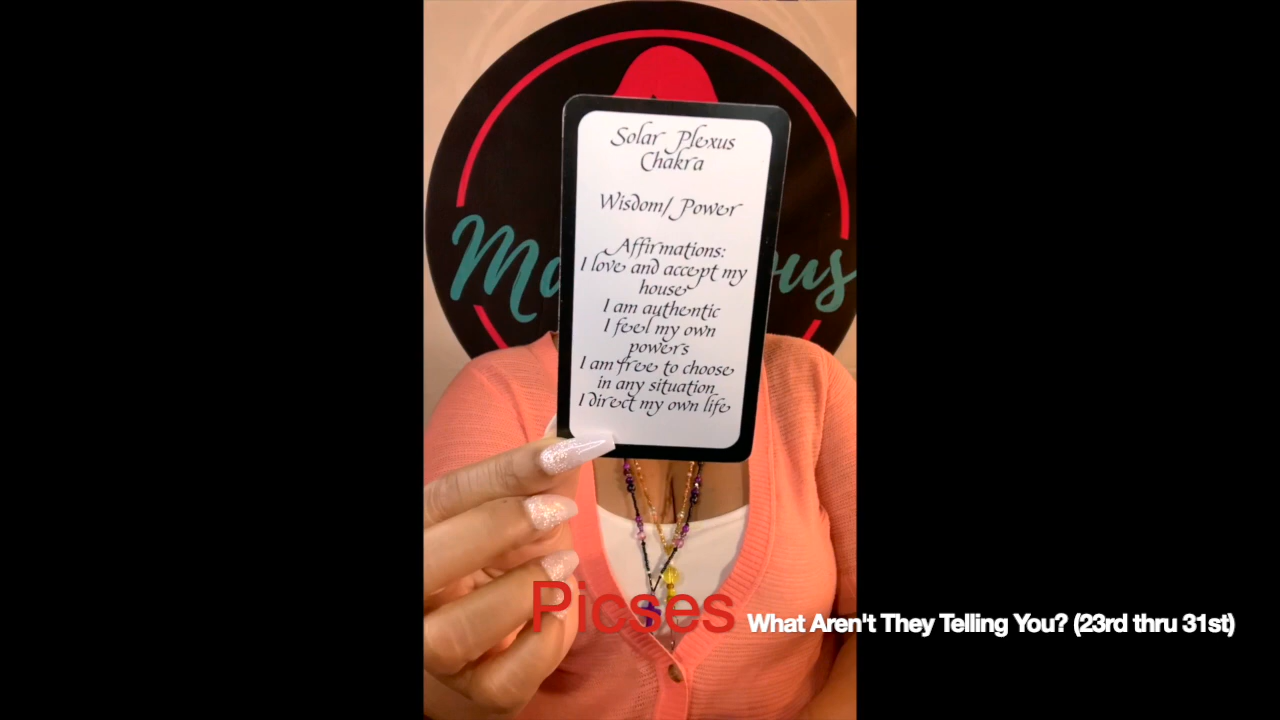 Solar Plexus
Chakra
Wisdom/ Power
Affirmations:
I love and accept my
house
I am authentic
I feel my own
powers
I am free to choose
in any situation
I direct my own life
Picses
What Aren't They Telling You? (23rd thru 31st)